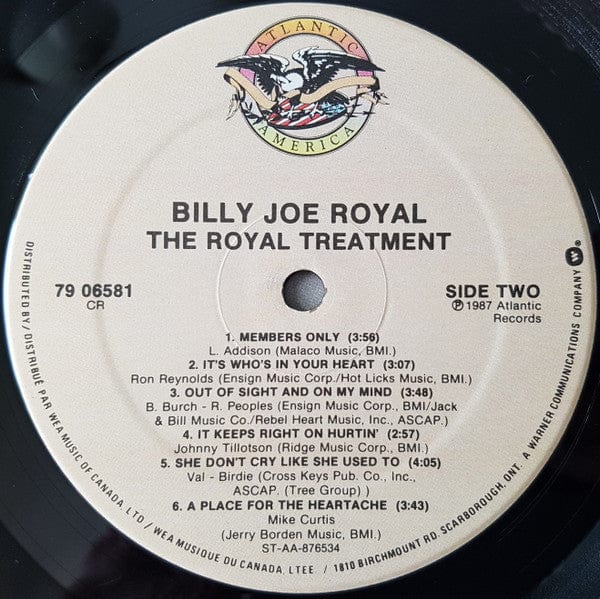 ATLANTIC
AMERICA
BILLY JOE ROYAL
THE ROYAL TREATMENT
79 06581
CR
SIDE TWO
℗ 1987 Atlantic
Records
1. MEMBERS ONLY (3:56)
L. Addison (Malaco Music, BMI.)
2. IT'S WHO'S IN YOUR HEART (3:07)
Ron Reynolds (Ensign Music Corp./Hot Licks Music, BMI.)
3. OUT OF SIGHT AND ON MY MIND (3:48)
B. Burch - R. Peoples (Ensign Music Corp., BMI/Jack
& Bill Music Co./Rebel Heart Music, Inc., ASCAP.)
4. IT KEEPS RIGHT ON HURTIN' (2:57)
Johnny Tillotson (Ridge Music Corp., BMI.)
5. SHE DON'T CRY LIKE SHE USED TO (4:05)
Val - Birdie (Cross Keys Pub. Co., Inc.,
ASCAP. (Tree Group) )
6. A PLACE FOR THE HEARTACHE (3:43)
Mike Curtis
(Jerry Borden Music, BMI.)
ST-AA-876534
DISTRIBUTED BY / DISTRIBUÉ PAR WEA MUSIC OF CANADA, LTD / WEA MUSIQUE DU CANADA, LTEE. / 1810 BIRCHMOUNT RD. SCARBOROUGH, ONT. A WARNER COMMUNICATIONS COMPANY